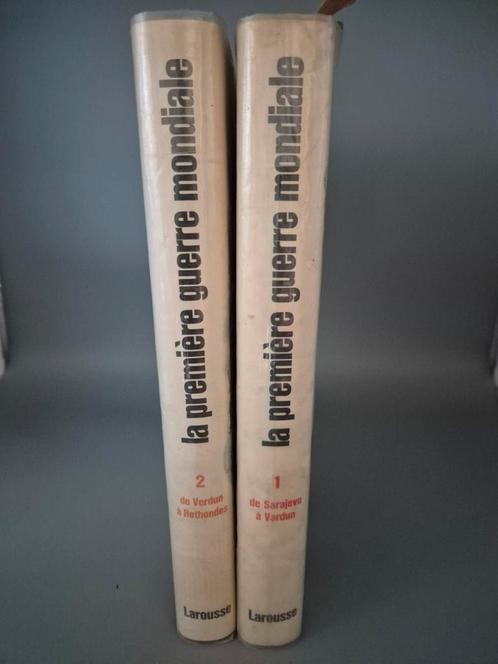 la première guerre mondiale
2
de Verdun
à Rethondes
Larousse
la première guerre mondiale
1
de Sarajevo
à Verdun
Larousse